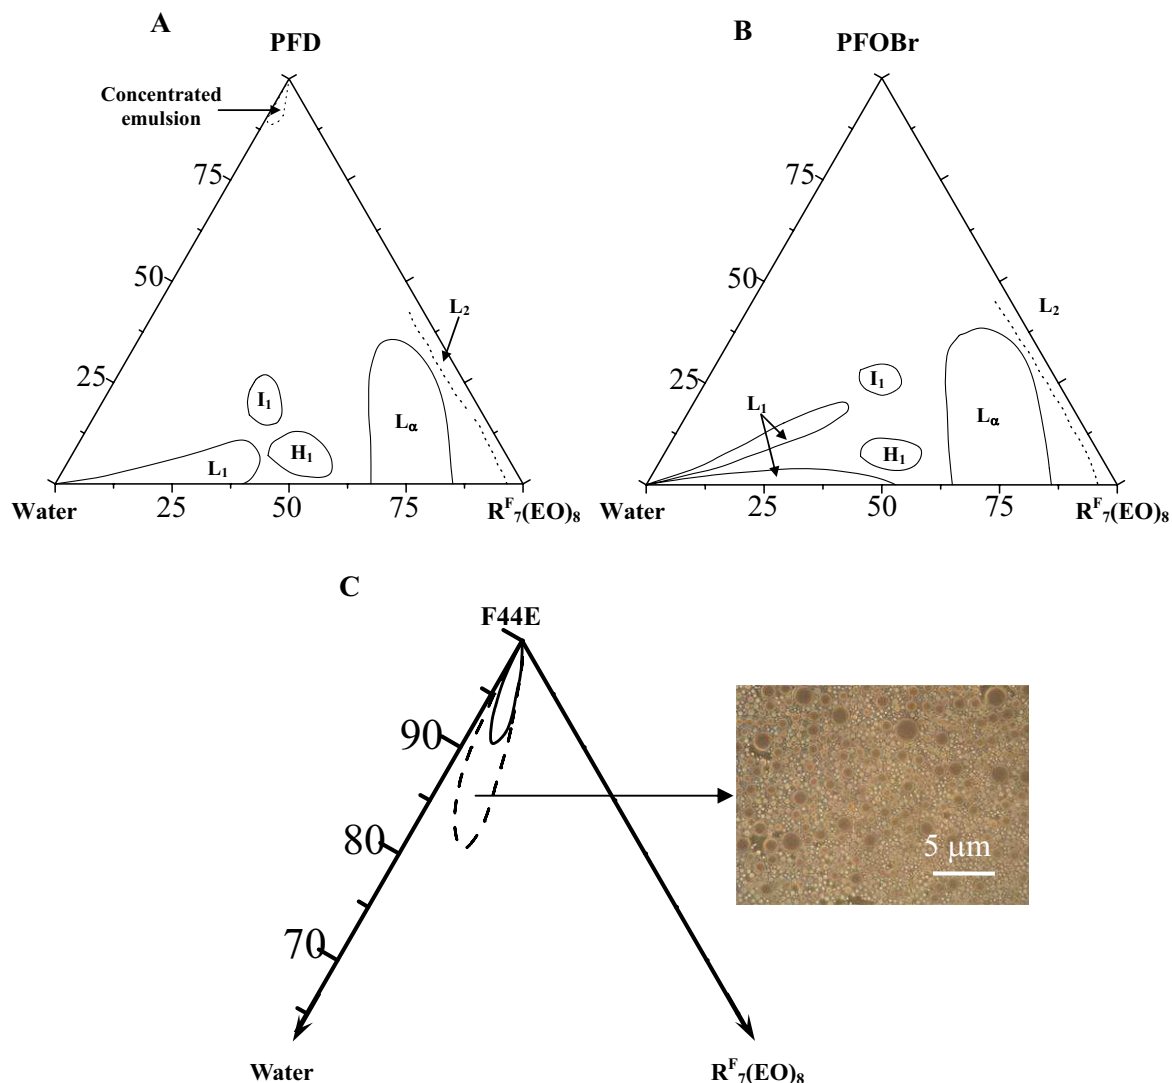 A
PFD
Concentrated
emulsion
75
50
25
L₂
I₁
H₁
L₁
Lα
Water
25
50
75
Rᶠ₇(EO)₈
B
PFOBr
75
50
25
L₂
I₁
L₁
H₁
Lα
Water
25
50
75
Rᶠ₇(EO)₈
C
F44E
90
80
70
5 µm
Water
Rᶠ₇(EO)₈